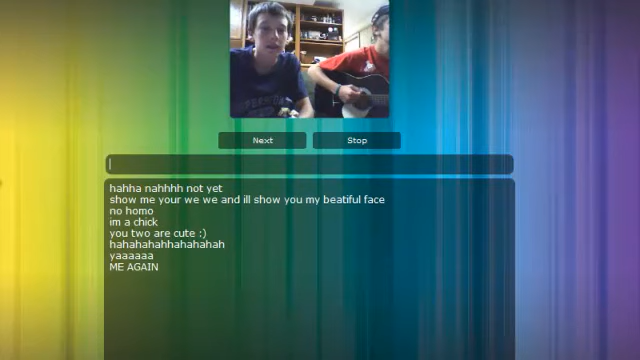 Next
Stop
hahha nahhhh not yet
show me your we we and ill show you my beatiful face
no homo
im a chick
you two are cute :)
hahahahahhahahahah
yaaaaaa
ME AGAIN